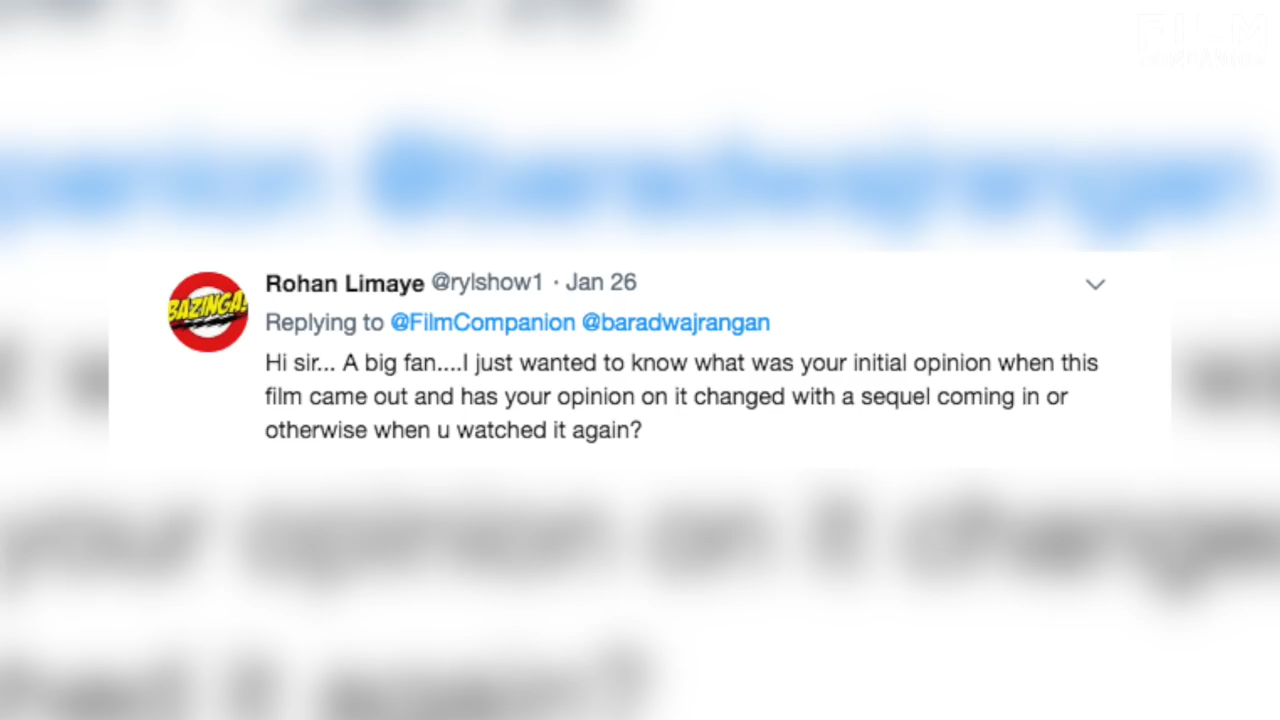 FILM
COMPANION
Rohan Limaye @rylshow1 · Jan 26
BAZINGA!
Replying to @FilmCompanion @baradwajrangan
Hi sir... A big fan....I just wanted to know what was your initial opinion when this
film came out and has your opinion on it changed with a sequel coming in or
otherwise when u watched it again?